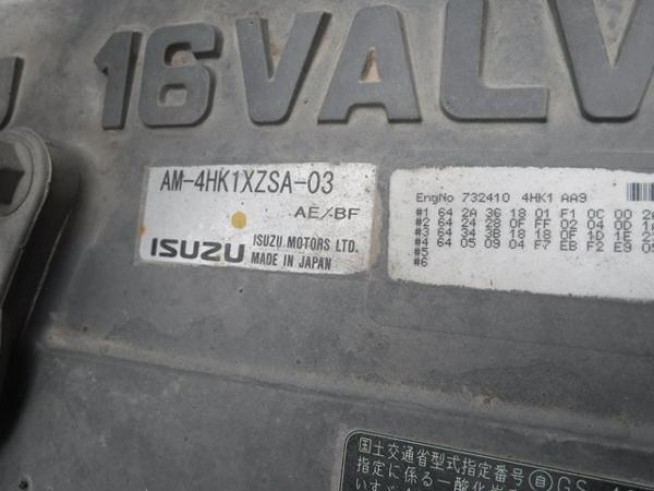 16VALV
AM-4HK1XZSA-03
AE/-BF
ISUZU ISUZU MOTORS LTD.
MADE IN JAPAN
EngNo 732410 4HK1 AA9
#1 64 2A 36 18 01 F1 0C 00
#2 64 24 28 0F FF 02 04 0D
#3 64 34 3B 18 18 0F 1D 1E
#4 64 05 09 04 F7 EB F2 E9
#5
#6
国土交通省型式指定番号 自 GS
指定に係る一酸化炭